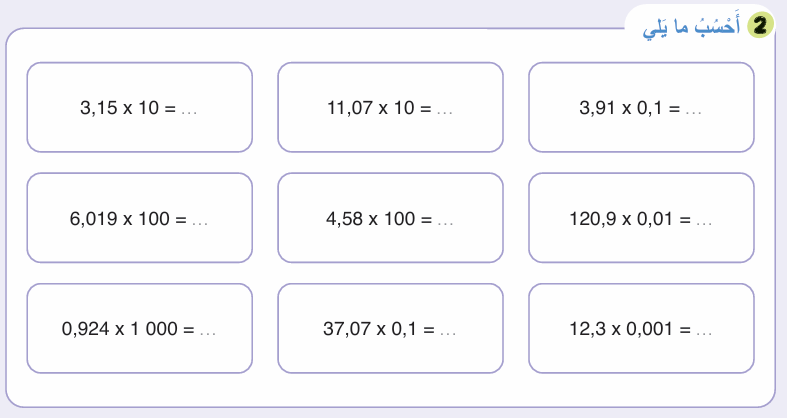 2 أَحْسُبُ ما يَلي
3,15 x 10 = ...
11,07 x 10 = ...
3,91 x 0,1 = ...
6,019 x 100 = ...
4,58 x 100 = ...
120,9 x 0,01 = ...
0,924 x 1 000 = ...
37,07 x 0,1 = ...
12,3 x 0,001 = ...